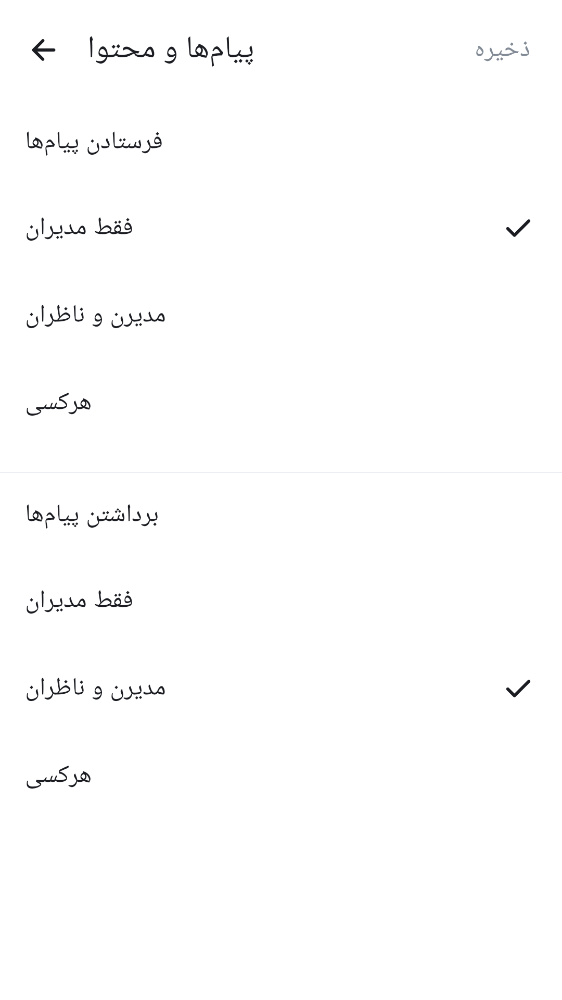 پیام‌ها و محتوا
ذخیره
فرستادن پیام‌ها
فقط مدیران
مدیرن و ناظران
هرکسی
برداشتن پیام‌ها
فقط مدیران
مدیرن و ناظران
هرکسی